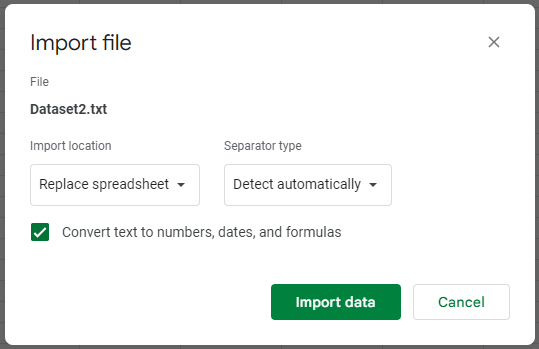 Import file
File
Dataset2.txt
Import location
Separator type
Replace spreadsheet
Detect automatically
Convert text to numbers, dates, and formulas
Import data
Cancel